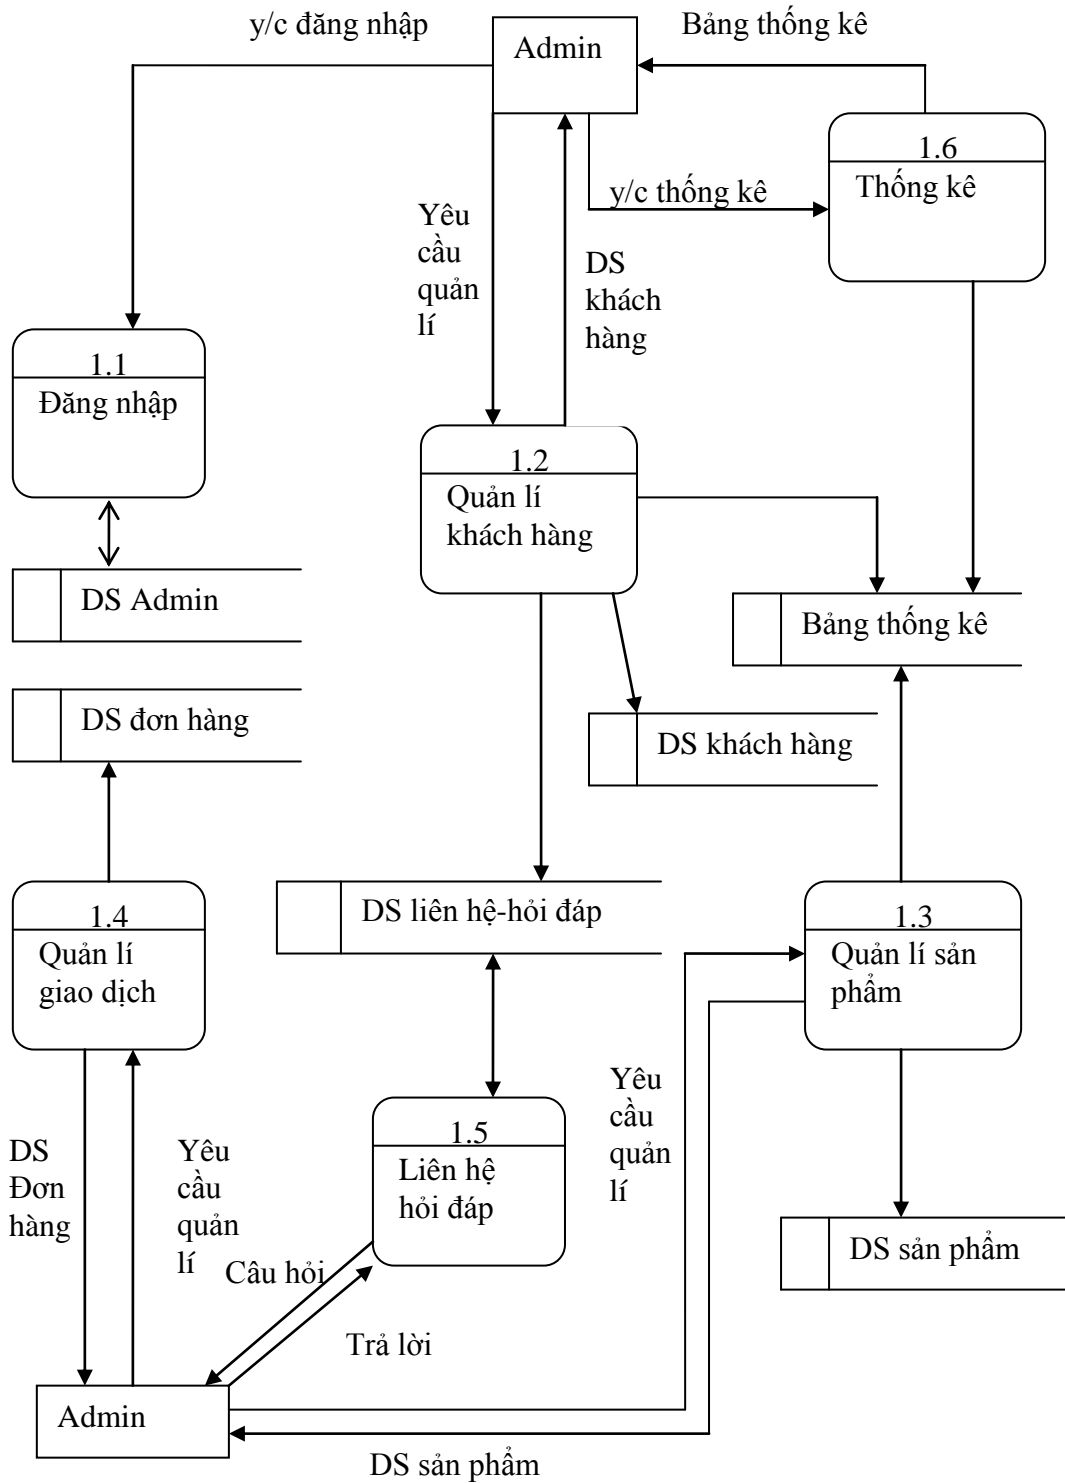 y/c đăng nhập
Admin
Bảng thống kê
1.6
Thống kê
y/c thống kê
Yêu
cầu
quản
lí
DS
khách
hàng
1.1
Đăng nhập
1.2
Quản lí
khách hàng
DS Admin
Bảng thống kê
DS đơn hàng
DS khách hàng
1.4
Quản lí
giao dịch
DS liên hệ-hỏi đáp
1.3
Quản lí sản
phẩm
Yêu
cầu
quản
lí
1.5
Liên hệ
hỏi đáp
DS
Đơn
hàng
Yêu
cầu
quản
lí
DS sản phẩm
Câu hỏi
Trả lời
Admin
DS sản phẩm